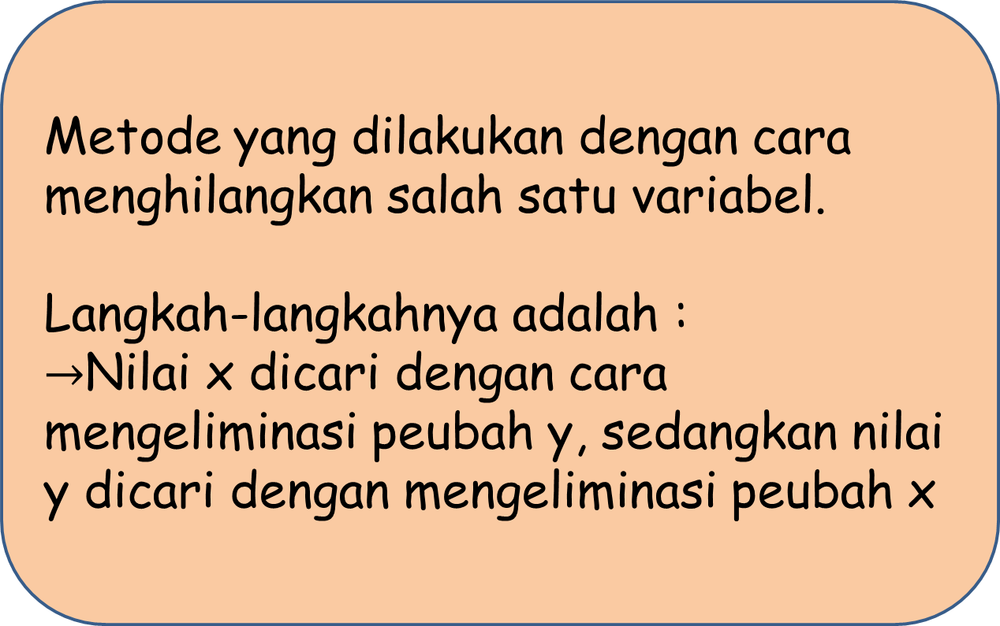 Metode yang dilakukan dengan cara
menghilangkan salah satu variabel.
Langkah-langkahnya adalah :
→Nilai x dicari dengan cara
mengeliminasi peubah y, sedangkan nilai
y dicari dengan mengeliminasi peubah x